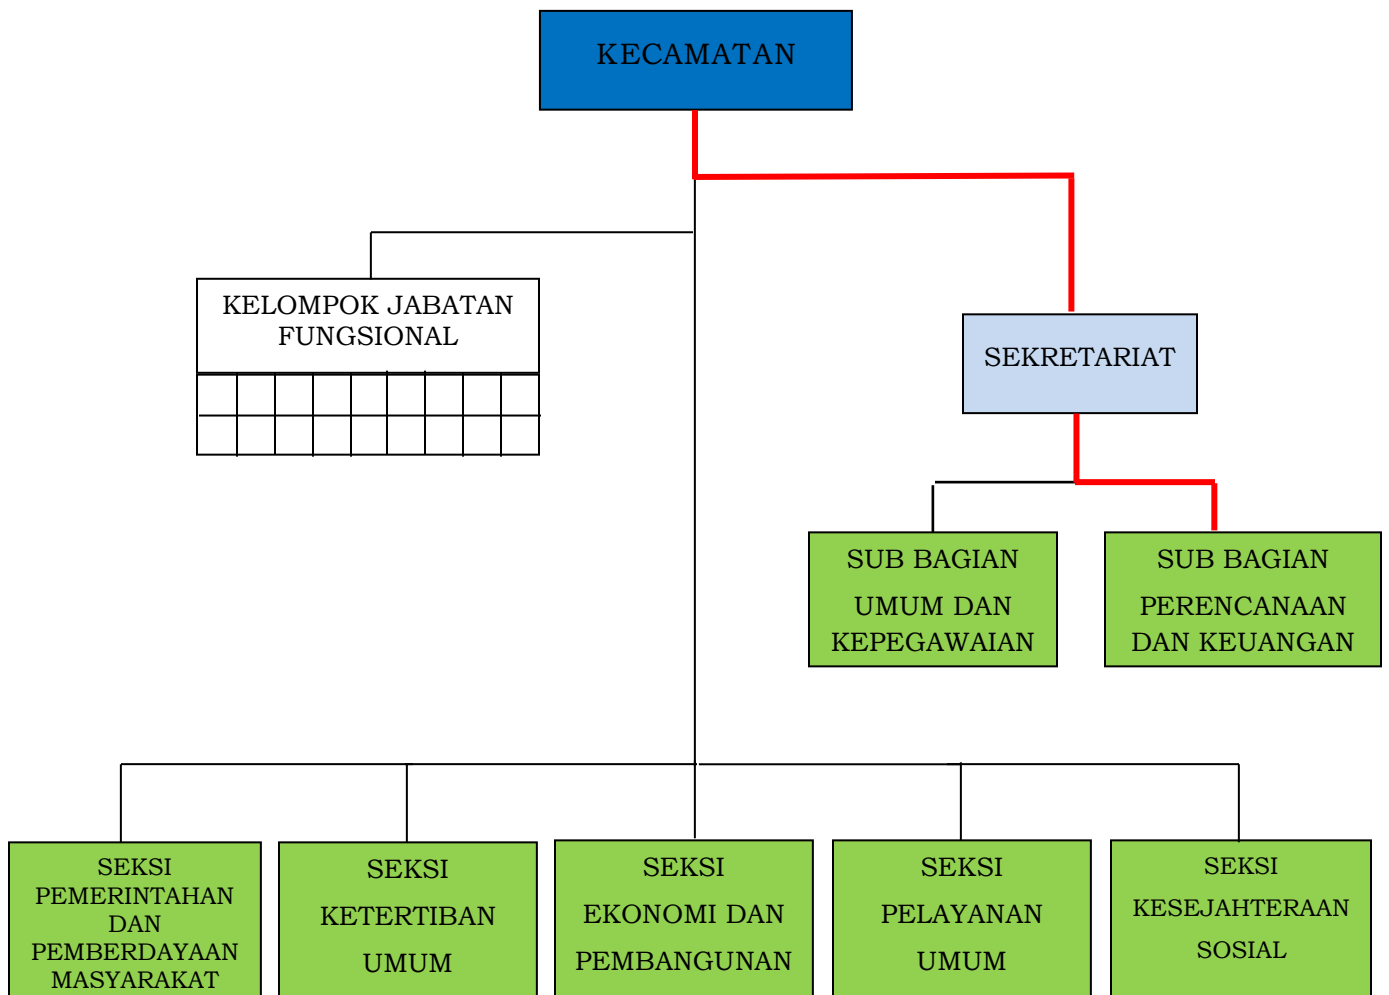 KECAMATAN
KELOMPOK JABATAN
FUNGSIONAL
SEKRETARIAT
SUB BAGIAN
UMUM DAN
KEPEGAWAIAN
SUB BAGIAN
PERENCANAAN
DAN KEUANGAN
SEKSI
PEMERINTAHAN
DAN
PEMBERDAYAAN
MASYARAKAT
SEKSI
KETERTIBAN
UMUM
SEKSI
EKONOMI DAN
PEMBANGUNAN
SEKSI
PELAYANAN
UMUM
SEKSI
KESEJAHTERAAN
SOSIAL